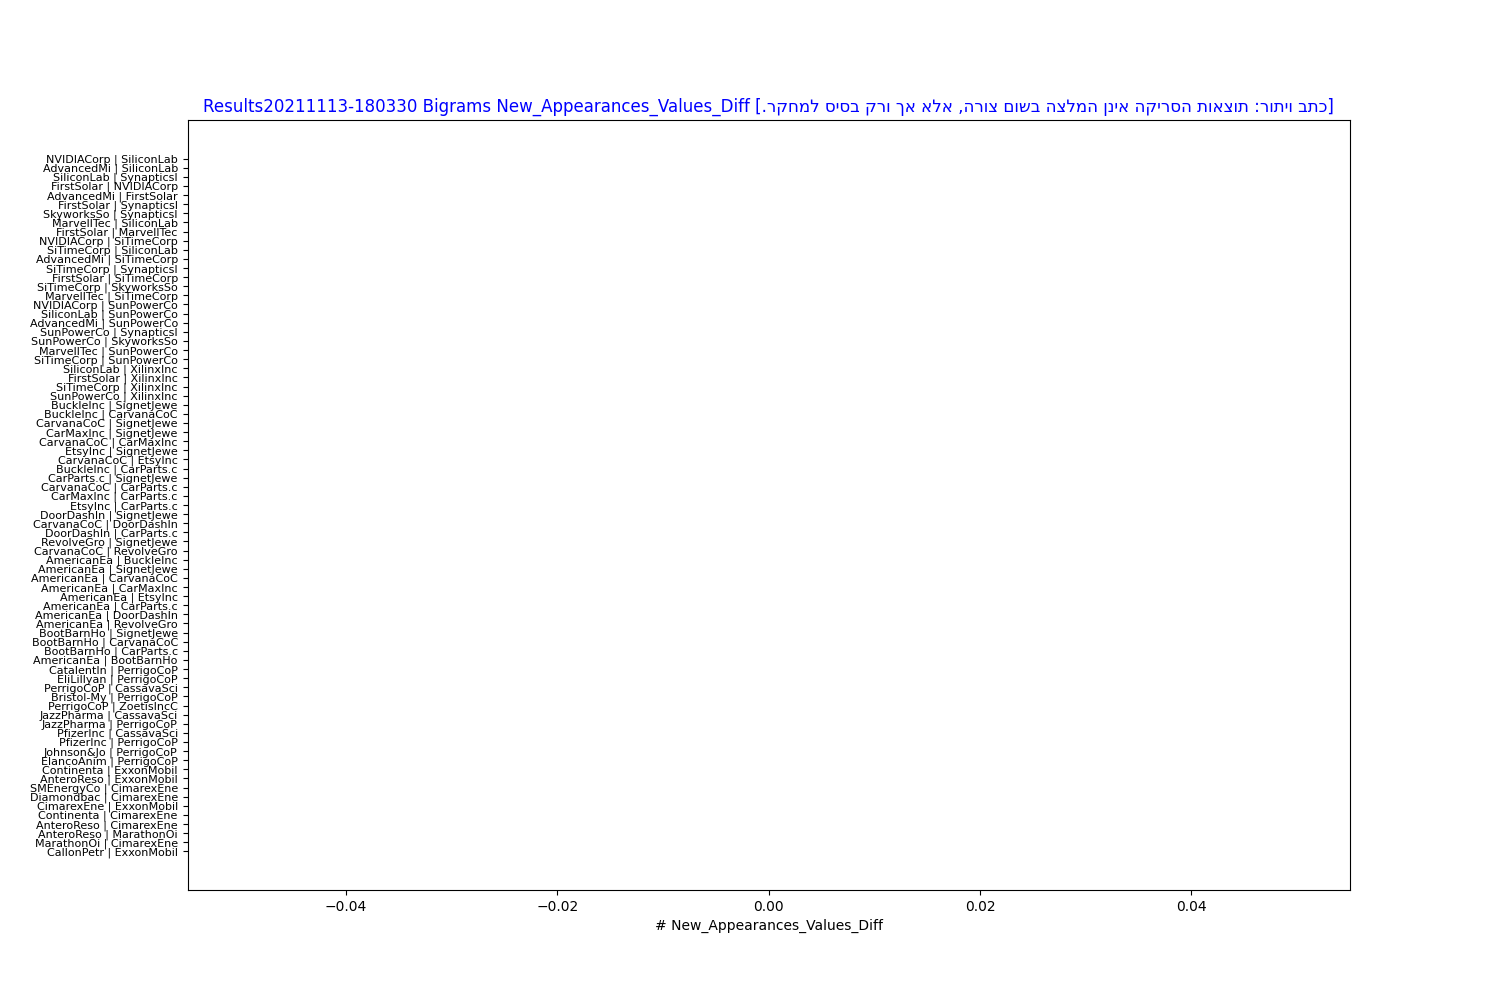 Results20211113-180330 Bigrams New_Appearances_Values_Diff [כתב ויתור: תוצאות הסריקה אינן המלצה בשום צורה, אלא אך ורק בסיס למחקר.]
NVIDIACorp | SiliconLab
AdvancedMi | SiliconLab
SiliconLab | SynapticsI
FirstSolar | NVIDIACorp
AdvancedMi | FirstSolar
FirstSolar | SynapticsI
SkyworksSo | SynapticsI
MarvellTec | SiliconLab
FirstSolar | MarvellTec
NVIDIACorp | SiTimeCorp
SiTimeCorp | SiliconLab
AdvancedMi | SiTimeCorp
SiTimeCorp | SynapticsI
FirstSolar | SiTimeCorp
SiTimeCorp | SkyworksSo
MarvellTec | SiTimeCorp
NVIDIACorp | SunPowerCo
SiliconLab | SunPowerCo
AdvancedMi | SunPowerCo
SunPowerCo | SynapticsI
SunPowerCo | SkyworksSo
MarvellTec | SunPowerCo
SiTimeCorp | SunPowerCo
SiliconLab | XilinxInc
FirstSolar | XilinxInc
SiTimeCorp | XilinxInc
SunPowerCo | XilinxInc
BuckleInc | SignetJewe
BuckleInc | CarvanaCoC
CarvanaCoC | SignetJewe
CarMaxInc | SignetJewe
CarvanaCoC | CarMaxInc
EtsyInc | SignetJewe
CarvanaCoC | EtsyInc
BuckleInc | CarParts.c
CarParts.c | SignetJewe
CarvanaCoC | CarParts.c
CarMaxInc | CarParts.c
EtsyInc | CarParts.c
DoorDashIn | SignetJewe
CarvanaCoC | DoorDashIn
DoorDashIn | CarParts.c
RevolveGro | SignetJewe
CarvanaCoC | RevolveGro
AmericanEa | BuckleInc
AmericanEa | SignetJewe
AmericanEa | CarvanaCoC
AmericanEa | CarMaxInc
AmericanEa | EtsyInc
AmericanEa | CarParts.c
AmericanEa | DoorDashIn
AmericanEa | RevolveGro
BootBarnHo | SignetJewe
BootBarnHo | CarvanaCoC
BootBarnHo | CarParts.c
AmericanEa | BootBarnHo
CatalentIn | PerrigoCoP
EliLillyan | PerrigoCoP
PerrigoCoP | CassavaSci
Bristol-My | PerrigoCoP
PerrigoCoP | ZoetisIncC
JazzPharma | CassavaSci
JazzPharma | PerrigoCoP
PfizerInc | CassavaSci
PfizerInc | PerrigoCoP
Johnson&Jo | PerrigoCoP
ElancoAnim | PerrigoCoP
Continenta | ExxonMobil
AnteroReso | ExxonMobil
SMEnergyCo | CimarexEne
Diamondbac | CimarexEne
CimarexEne | ExxonMobil
Continenta | CimarexEne
AnteroReso | CimarexEne
AnteroReso | MarathonOi
MarathonOi | CimarexEne
CallonPetr | ExxonMobil
−0.04 −0.02 0.00 0.02 0.04
# New_Appearances_Values_Diff